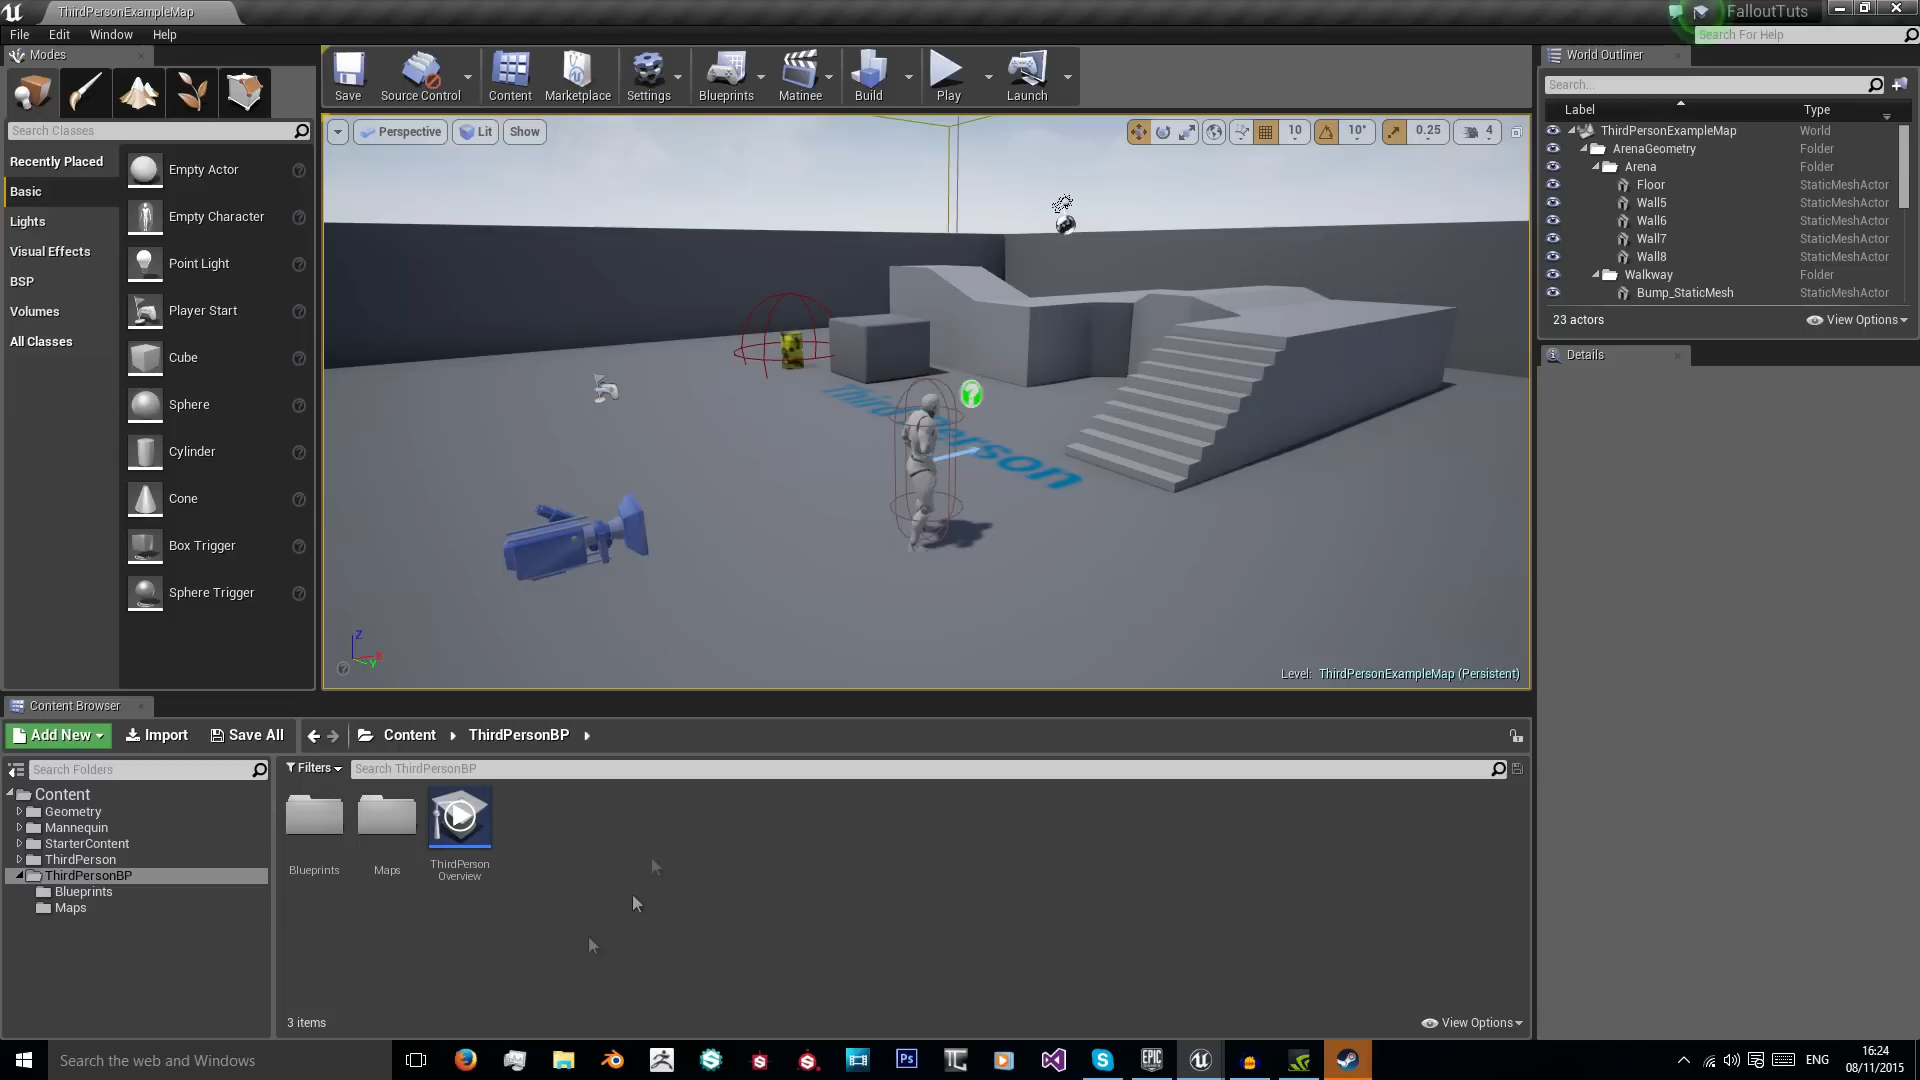 ThirdPersonExampleMap
FalloutTuts
File Edit Window Help
Search For Help
Modes
Save
Source Control
Content
Marketplace
Settings
Blueprints
Matinee
Build
Play
Launch
World Outliner
Search...
Label Type
Search Classes
Recently Placed
Basic
Lights
Visual Effects
BSP
Volumes
All Classes
Empty Actor
Empty Character
Point Light
Player Start
Cube
Sphere
Cylinder
Cone
Box Trigger
Sphere Trigger
Perspective Lit Show
10 10° 0.25 4
ThirdPerson
Z
X
Y
Level: ThirdPersonExampleMap (Persistent)
ThirdPersonExampleMap World
ArenaGeometry Folder
Arena Folder
Floor StaticMeshActor
Wall5 StaticMeshActor
Wall6 StaticMeshActor
Wall7 StaticMeshActor
Wall8 StaticMeshActor
Walkway Folder
Bump_StaticMesh StaticMeshActor
23 actors View Options
Details
Content Browser
Add New Import Save All Content ThirdPersonBP
Search Folders
Filters Search ThirdPersonBP
Content
Geometry
Mannequin
StarterContent
ThirdPerson
ThirdPersonBP
Blueprints
Maps
Blueprints
Maps
ThirdPerson
Overview
3 items View Options
Search the web and Windows
Ps
EPIC
GAMES
ENG
16:24
08/11/2015